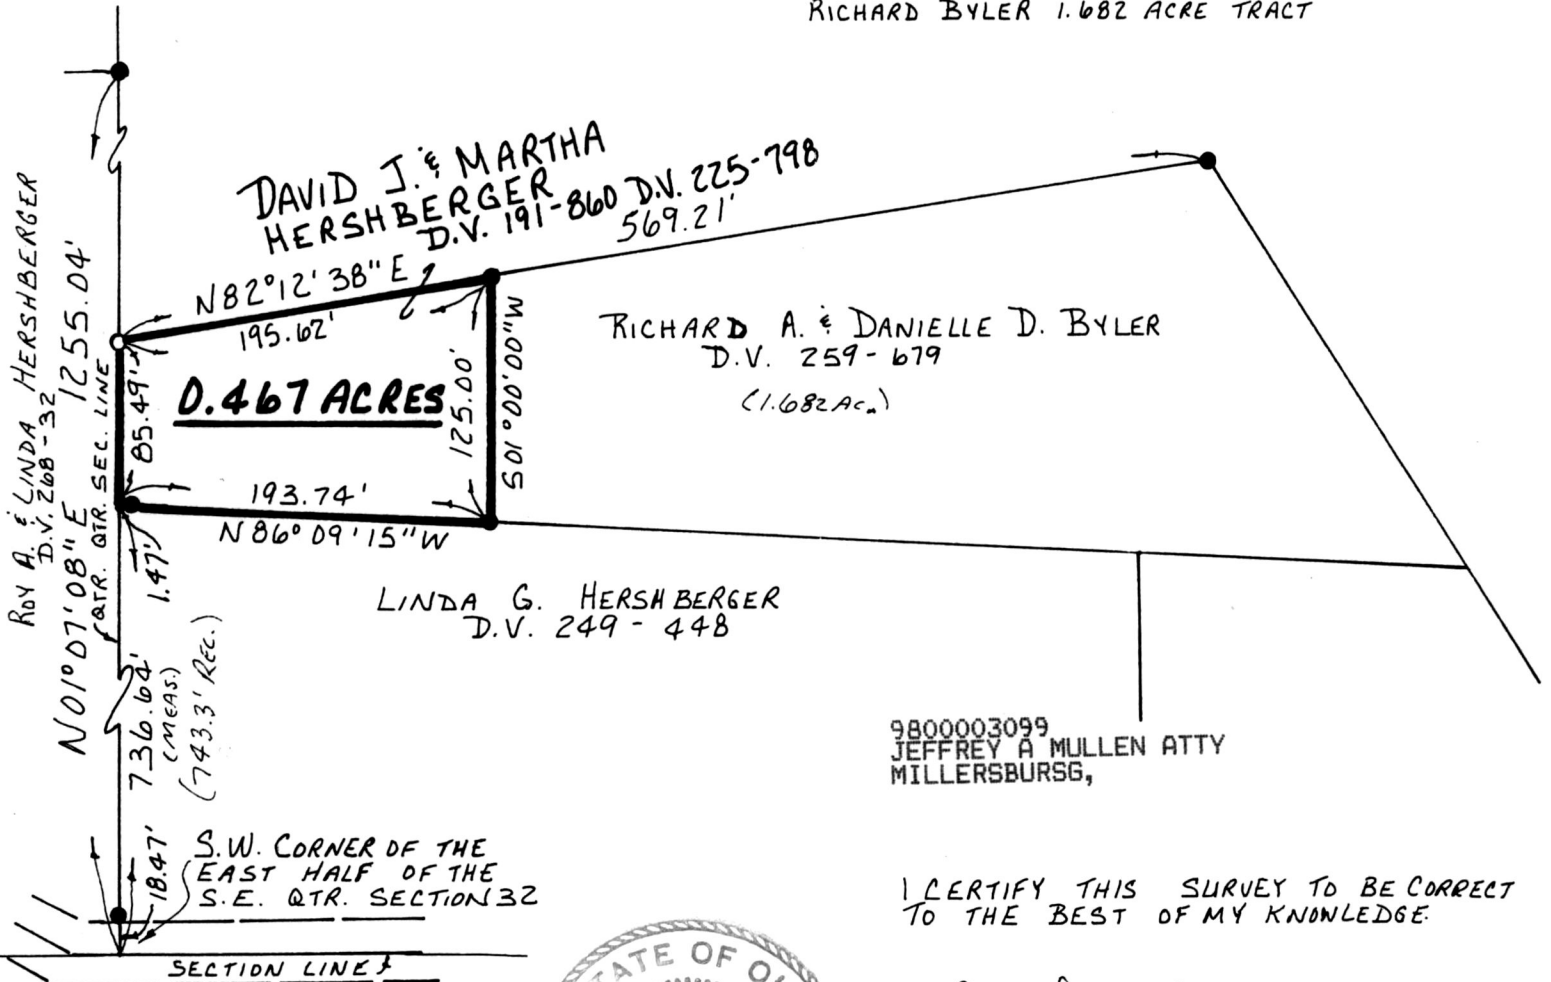 RICHARD BYLER 1.682 ACRE TRACT
DAVID J. & MARTHA
HERSHBERGER
D.V. 191-860 D.V. 225-798
569.21'
N82°12'38" E
195.62'
ROY A. & LINDA HERSHBERGER
D.V. 268-32
N01°07'08" E 1255.04'
QTR. QTR. SEC. LINE
85.49'
0.467 ACRES
125.00'
S01°00'00"W
RICHARD A. & DANIELLE D. BYLER
D.V. 259-679
(1.682 Ac.)
193.74'
N86°09'15"W
1.47'
LINDA G. HERSHBERGER
D.V. 249-448
736.64'
(MEAS.)
(743.3' REC.)
9800003099
JEFFREY A MULLEN ATTY
MILLERSBURSG,
18.47'
S.W. CORNER OF THE
EAST HALF OF THE
S.E. QTR. SECTION 32
SECTION LINE
I CERTIFY THIS SURVEY TO BE CORRECT
TO THE BEST OF MY KNOWLEDGE.
STATE OF